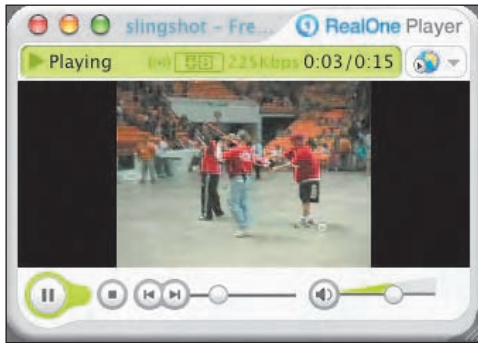 slingshot – Fre... RealOne Player
Playing 225Kbps 0:03/0:15